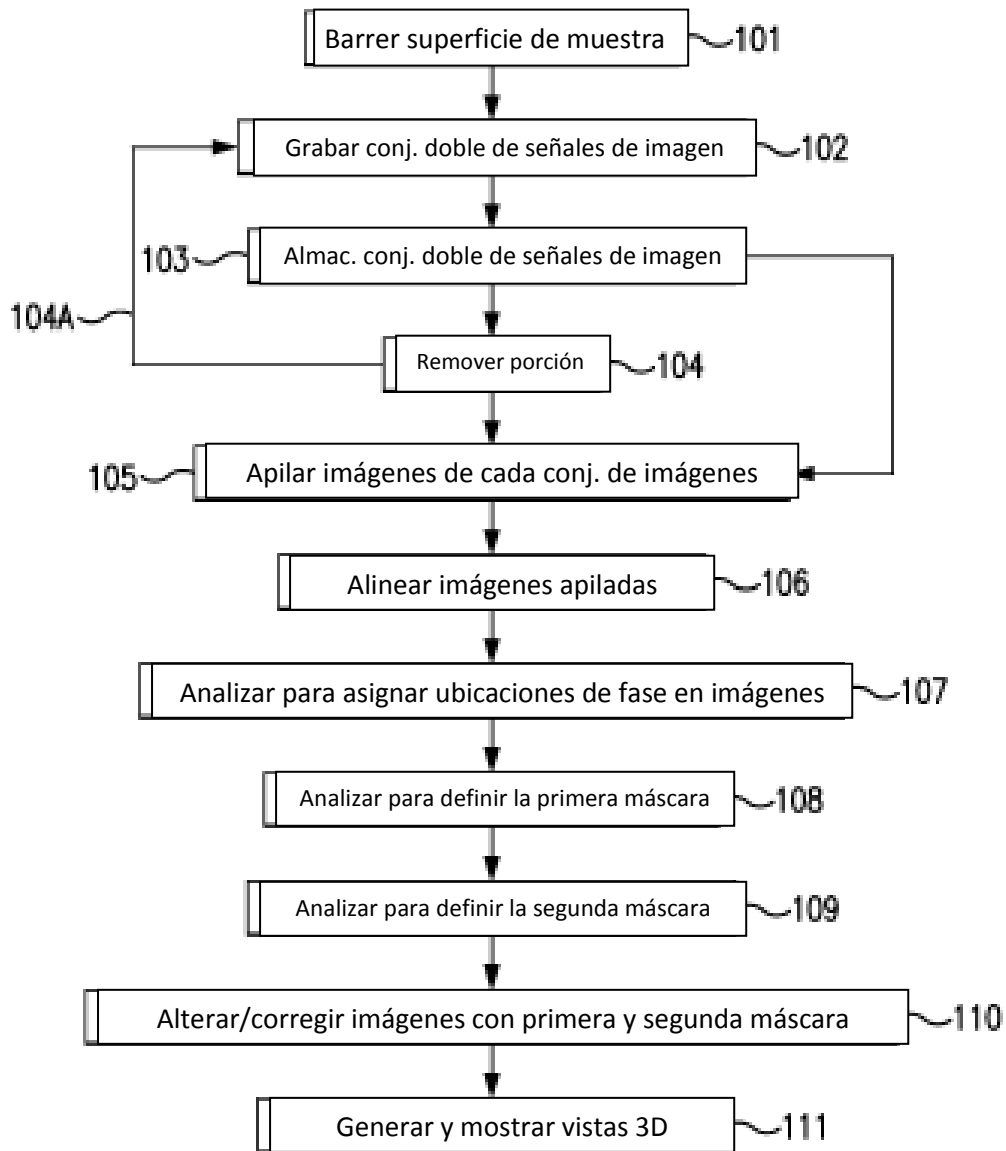 Barrer superficie de muestra 101
Grabar conj. doble de señales de imagen 102
103 Almac. conj. doble de señales de imagen
104A
Remover porción 104
105 Apilar imágenes de cada conj. de imágenes
Alinear imágenes apiladas 106
Analizar para asignar ubicaciones de fase en imágenes 107
Analizar para definir la primera máscara 108
Analizar para definir la segunda máscara 109
Alterar/corregir imágenes con primera y segunda máscara 110
Generar y mostrar vistas 3D 111